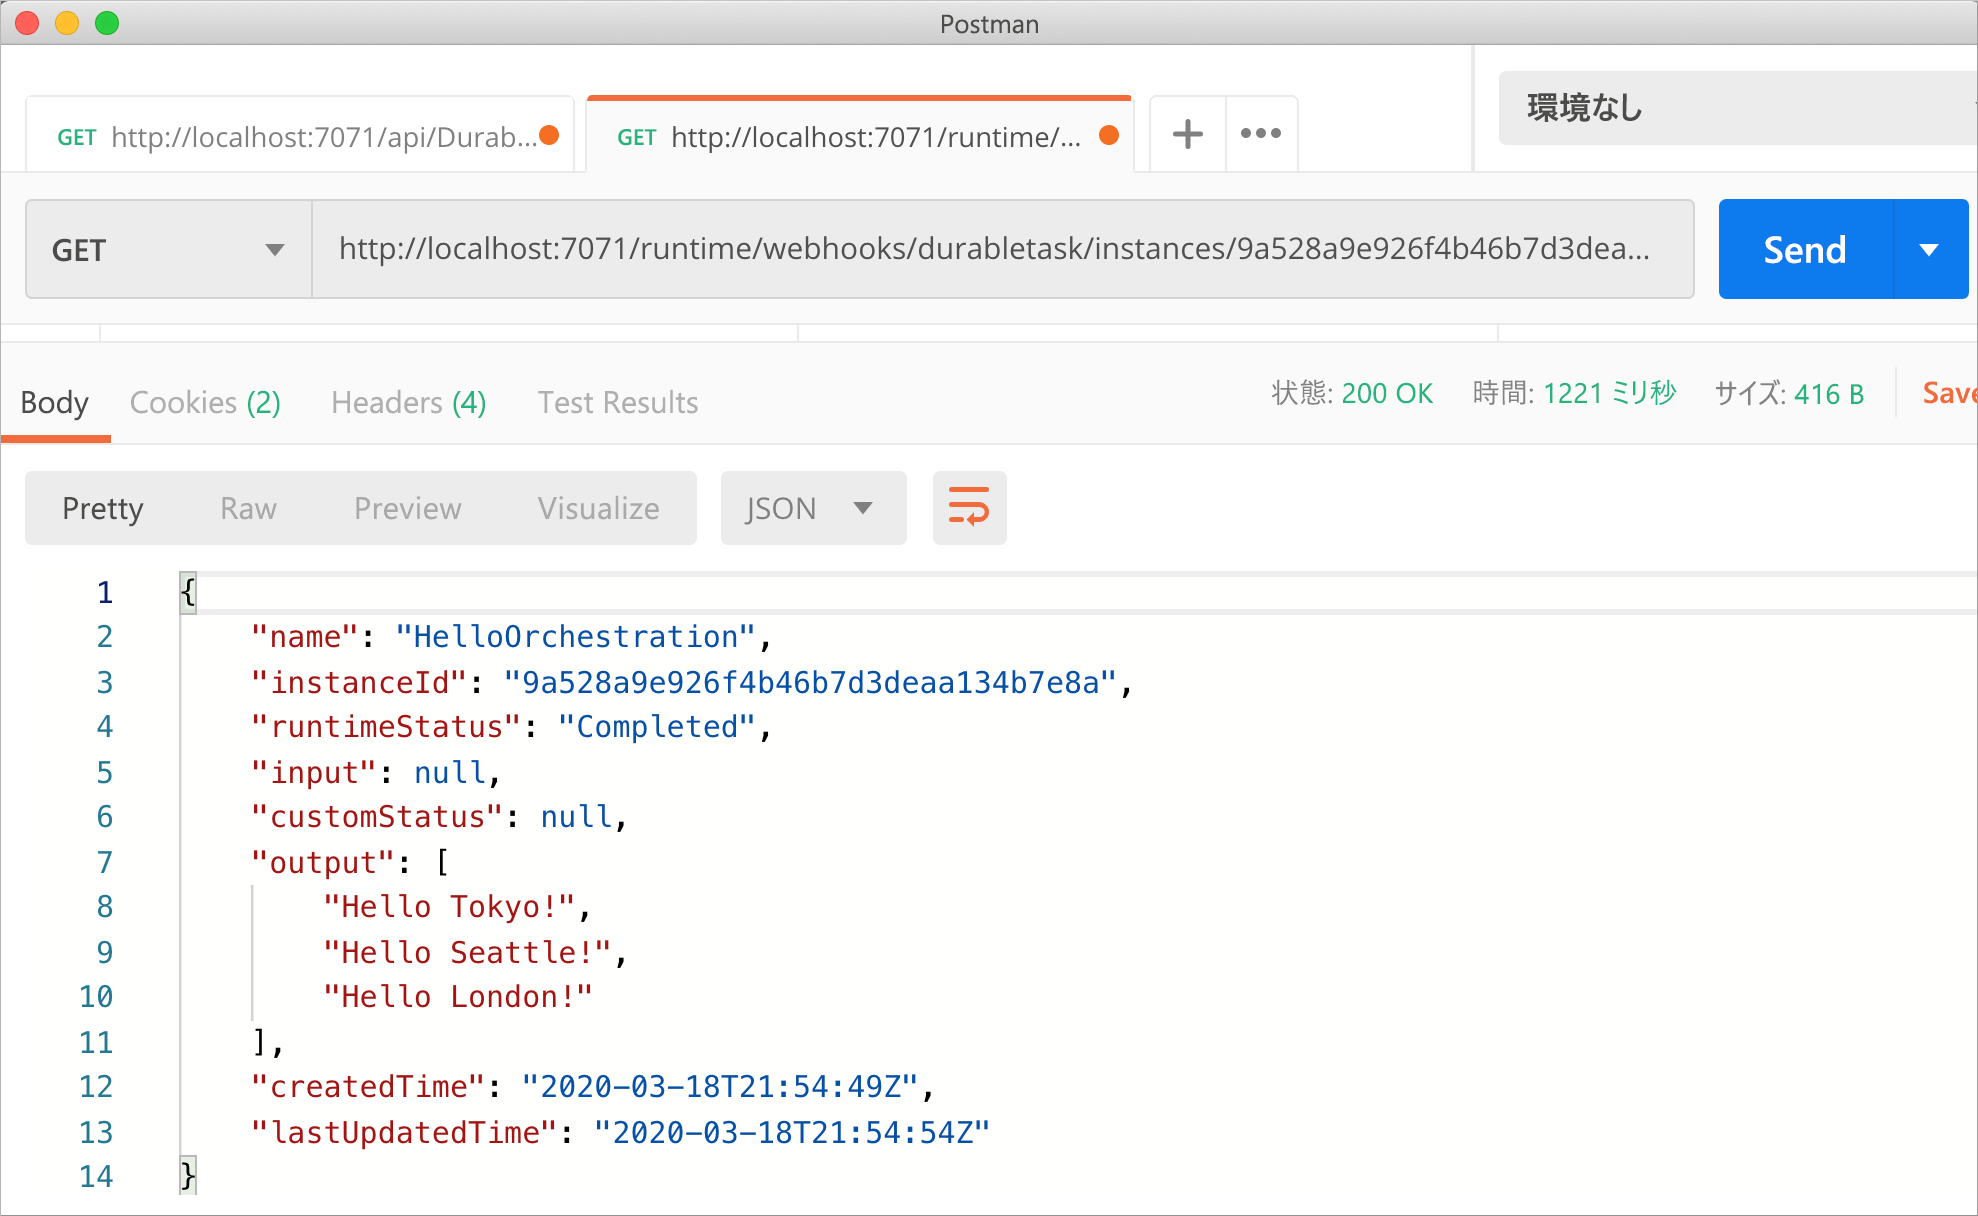 Postman
GET http://localhost:7071/api/Durab...
GET http://localhost:7071/runtime/...
環境なし
GET
http://localhost:7071/runtime/webhooks/durabletask/instances/9a528a9e926f4b46b7d3dea...
Send
Body Cookies (2) Headers (4) Test Results
状態: 200 OK 時間: 1221 ミリ秒 サイズ: 416 B
Save
Pretty Raw Preview Visualize JSON
1 {
2 "name": "HelloOrchestration",
3 "instanceId": "9a528a9e926f4b46b7d3deaa134b7e8a",
4 "runtimeStatus": "Completed",
5 "input": null,
6 "customStatus": null,
7 "output": [
8 "Hello Tokyo!",
9 "Hello Seattle!",
10 "Hello London!"
11 ],
12 "createdTime": "2020-03-18T21:54:49Z",
13 "lastUpdatedTime": "2020-03-18T21:54:54Z"
14 }